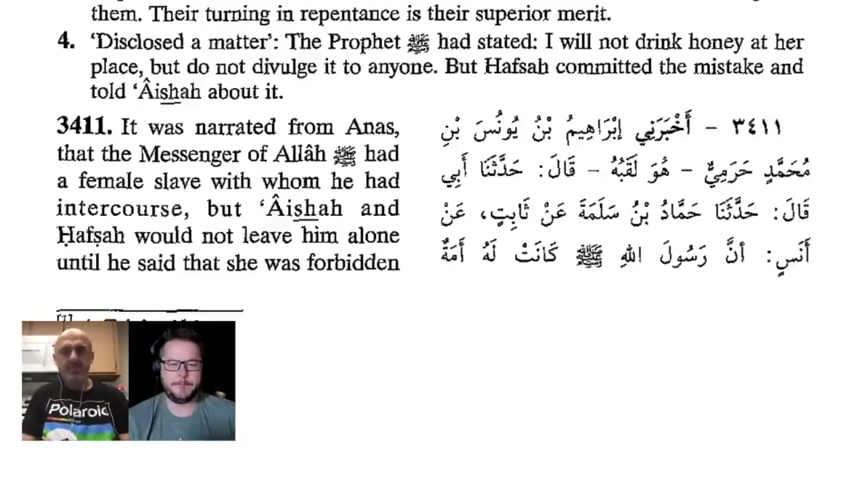 them. Their turning in repentance is their superior merit.
4. ‘Disclosed a matter’: The Prophet ﷺ had stated: I will not drink honey at her
place, but do not divulge it to anyone. But Hafsah committed the mistake and
told ‘Âishah about it.
3411. It was narrated from Anas,
that the Messenger of Allâh ﷺ had
a female slave with whom he had
intercourse, but ‘Âishah and
Ḥafṣah would not leave him alone
until he said that she was forbidden
٣٤١١ - أَخْبَرَنِي إِبْرَاهِيمُ بْنُ يُونُسَ بْنِ
مُحَمَّدٍ حَرَمِيٌّ - هُوَ لَقَبُهُ - قَالَ: حَدَّثَنَا أَبِي
قَالَ: حَدَّثَنَا حَمَّادُ بْنُ سَلَمَةَ عَنْ ثَابِتٍ، عَنْ
أَنَسٍ: أَنَّ رَسُولَ اللهِ ﷺ كَانَتْ لَهُ أَمَةٌ
Polaroid